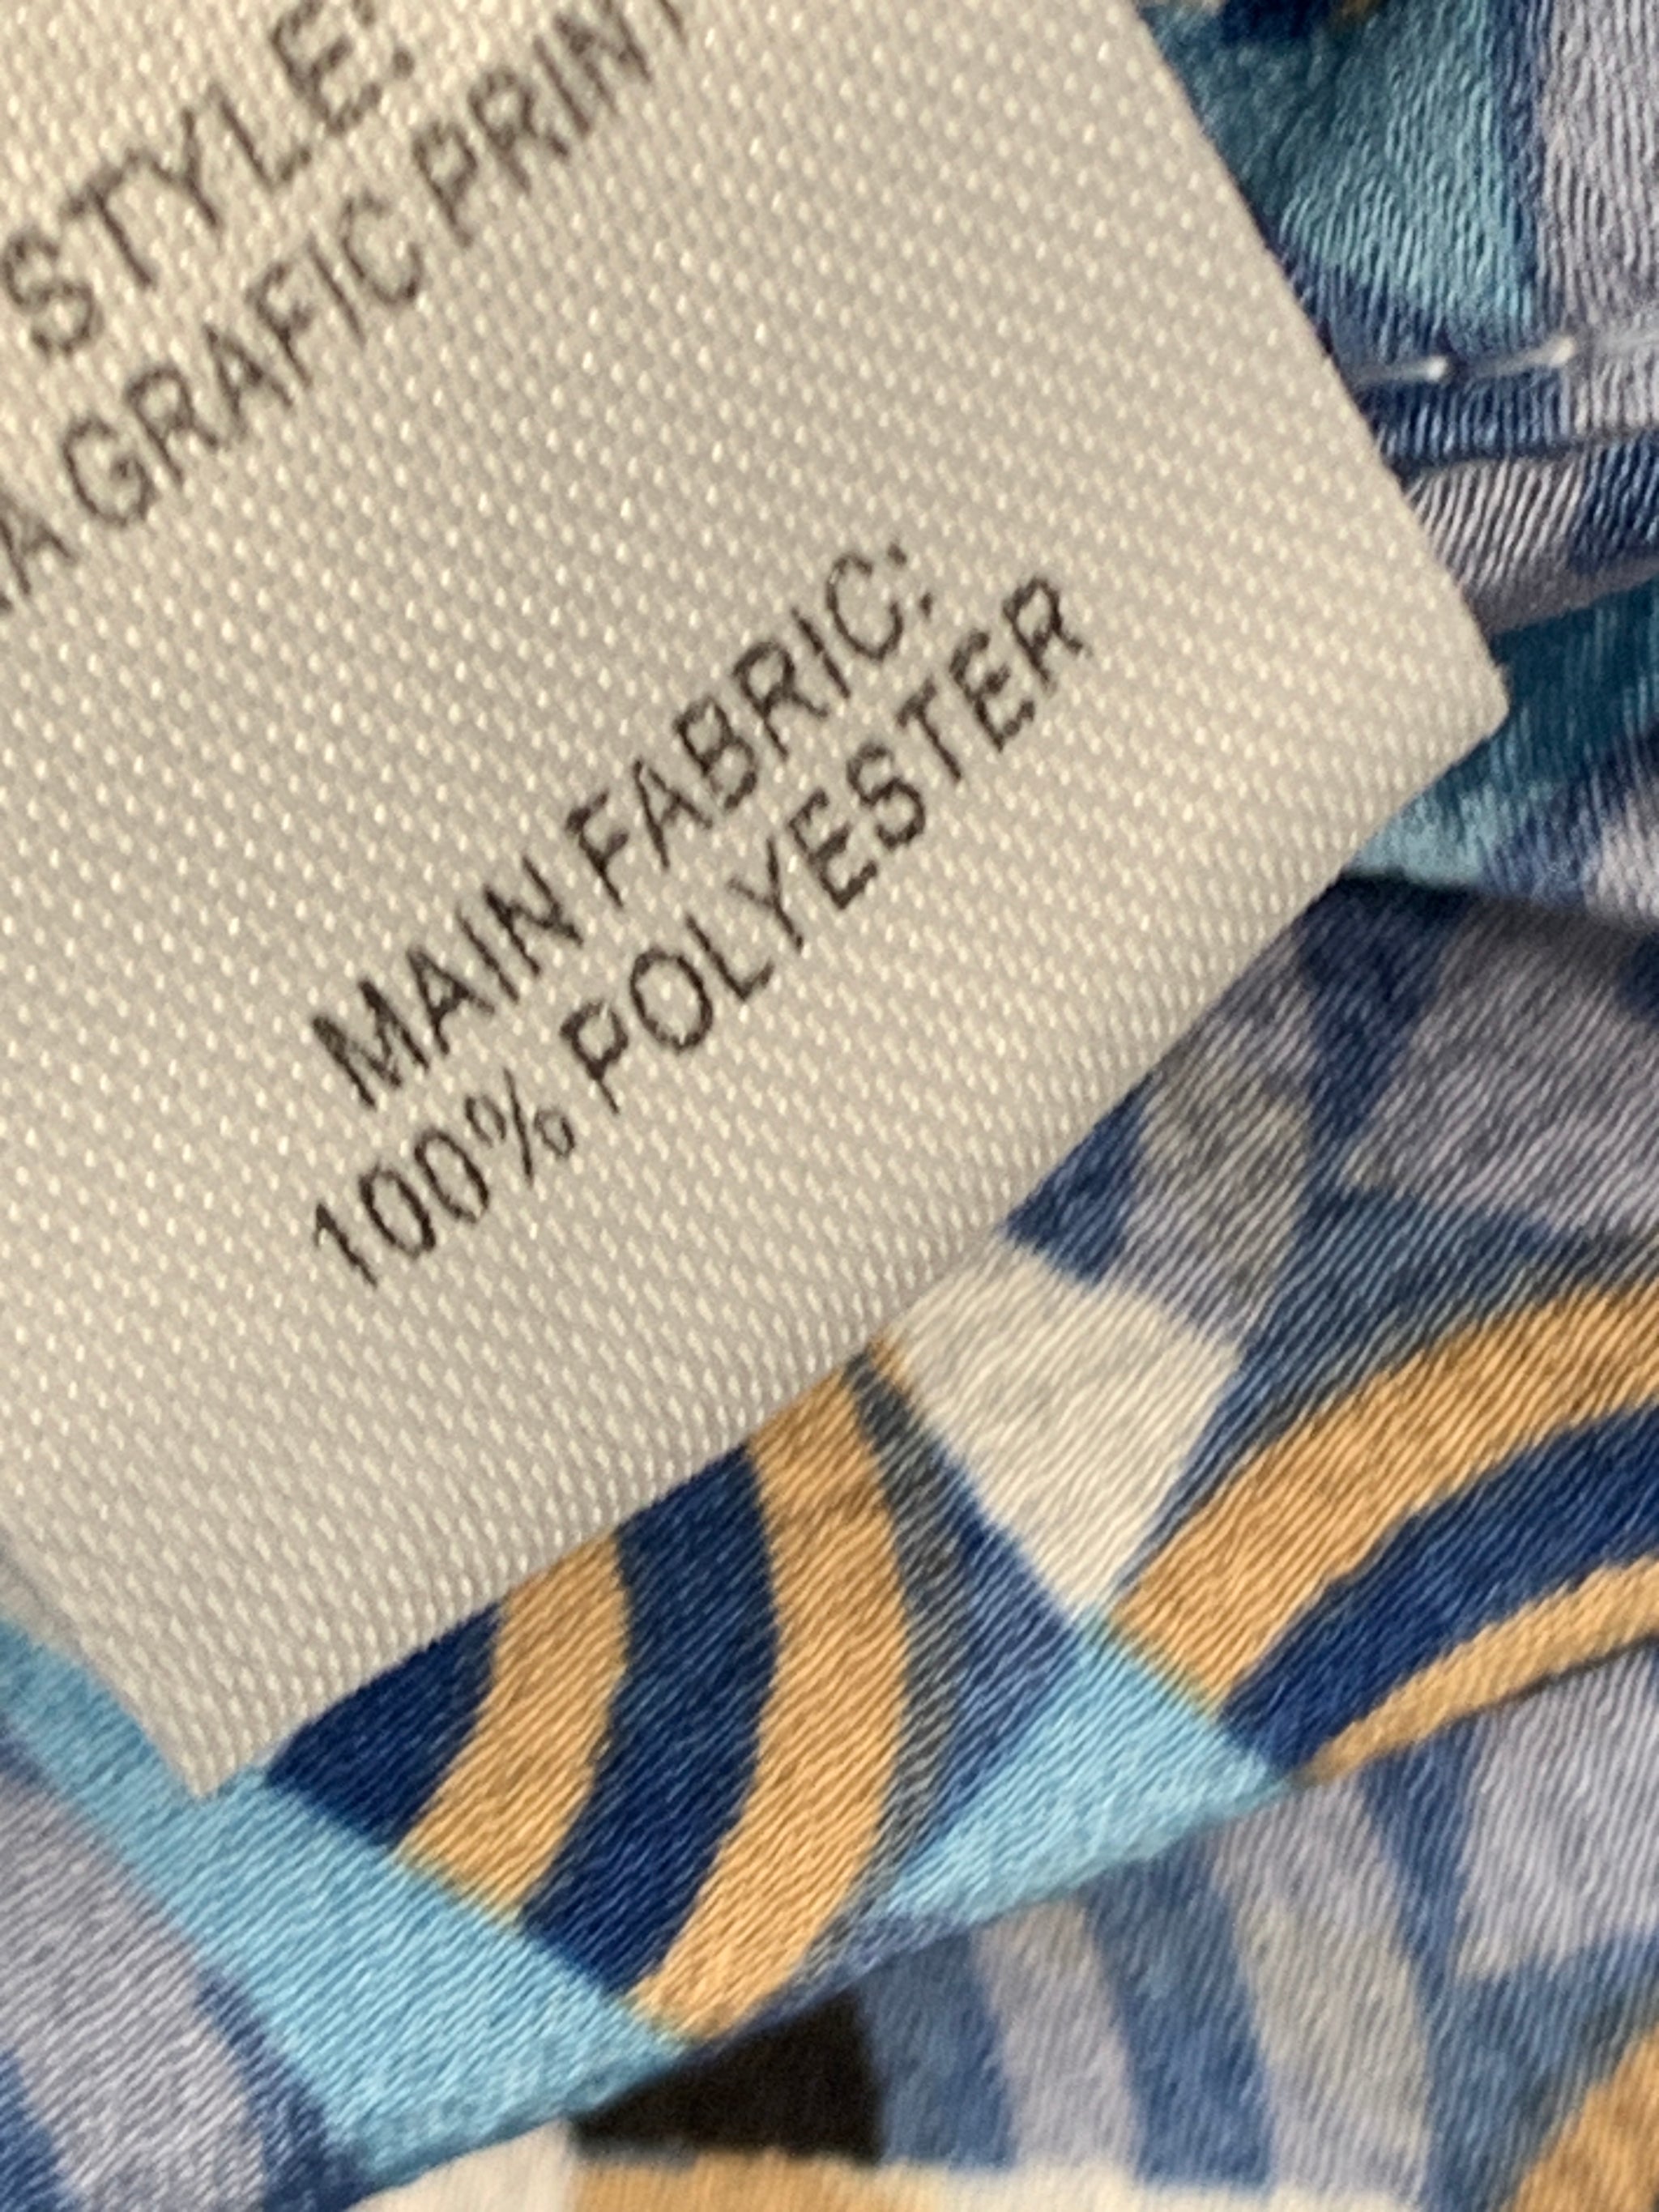 STYLE:
GRAFIC PRINT
MAIN FABRIC:
100% POLYESTER